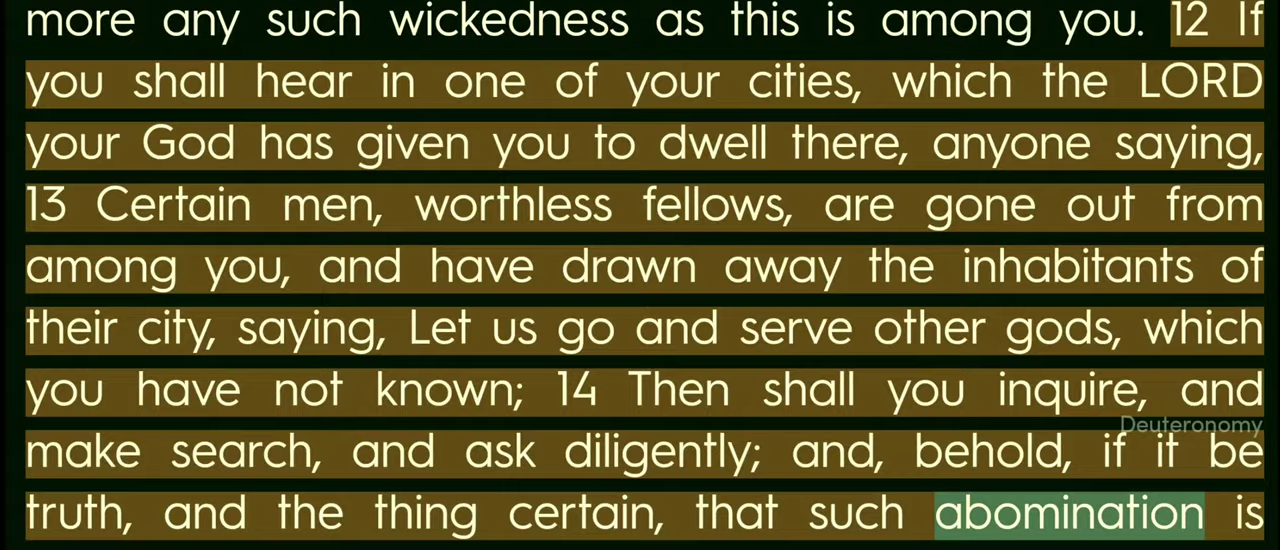 more any such wickedness as this is among you. 12 If
you shall hear in one of your cities, which the LORD
your God has given you to dwell there, anyone saying,
13 Certain men, worthless fellows, are gone out from
among you, and have drawn away the inhabitants of
their city, saying, Let us go and serve other gods, which
you have not known; 14 Then shall you inquire, and
Deuteronomy
make search, and ask diligently; and, behold, if it be
truth, and the thing certain, that such abomination is